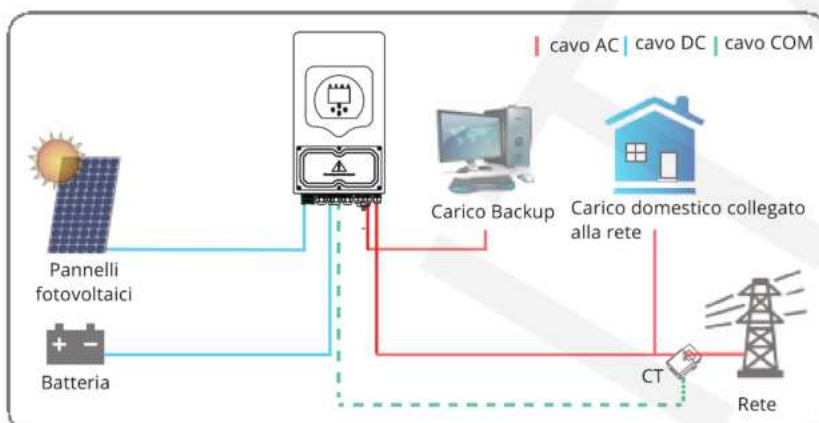 cavo AC cavo DC cavo COM
Carico Backup
Carico domestico collegato
alla rete
Pannelli
fotovoltaici
Batteria
CT
Rete